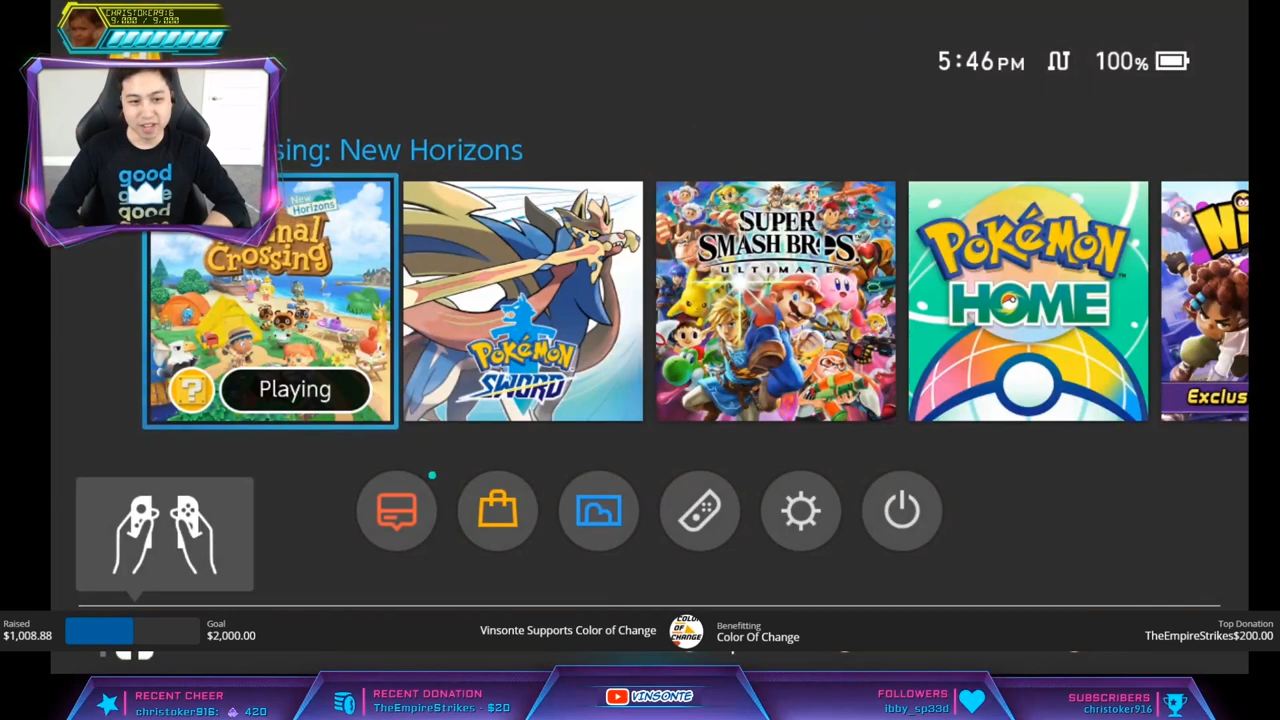 CHRISTOKER916
9,000 / 9,000
5:46 PM
100%
sing: New Horizons
good
good
New Horizons
nal
Crossing
Playing
POKéMON
SWORD
SUPER
SMASH BROS.
ULTIMATE
POKéMON
HOME
Ni
Exclus
Raised
$1,008.88
Goal
$2,000.00
Vinsonte Supports Color of Change
COLOR
OF
CHANGE
Benefitting
Color Of Change
Top Donation
TheEmpireStrikes$200.00
RECENT CHEER
christoker916: 420
RECENT DONATION
TheEmpireStrikes - $20
VINSONTE
FOLLOWERS
ibby_sp33d
SUBSCRIBERS
christoker916